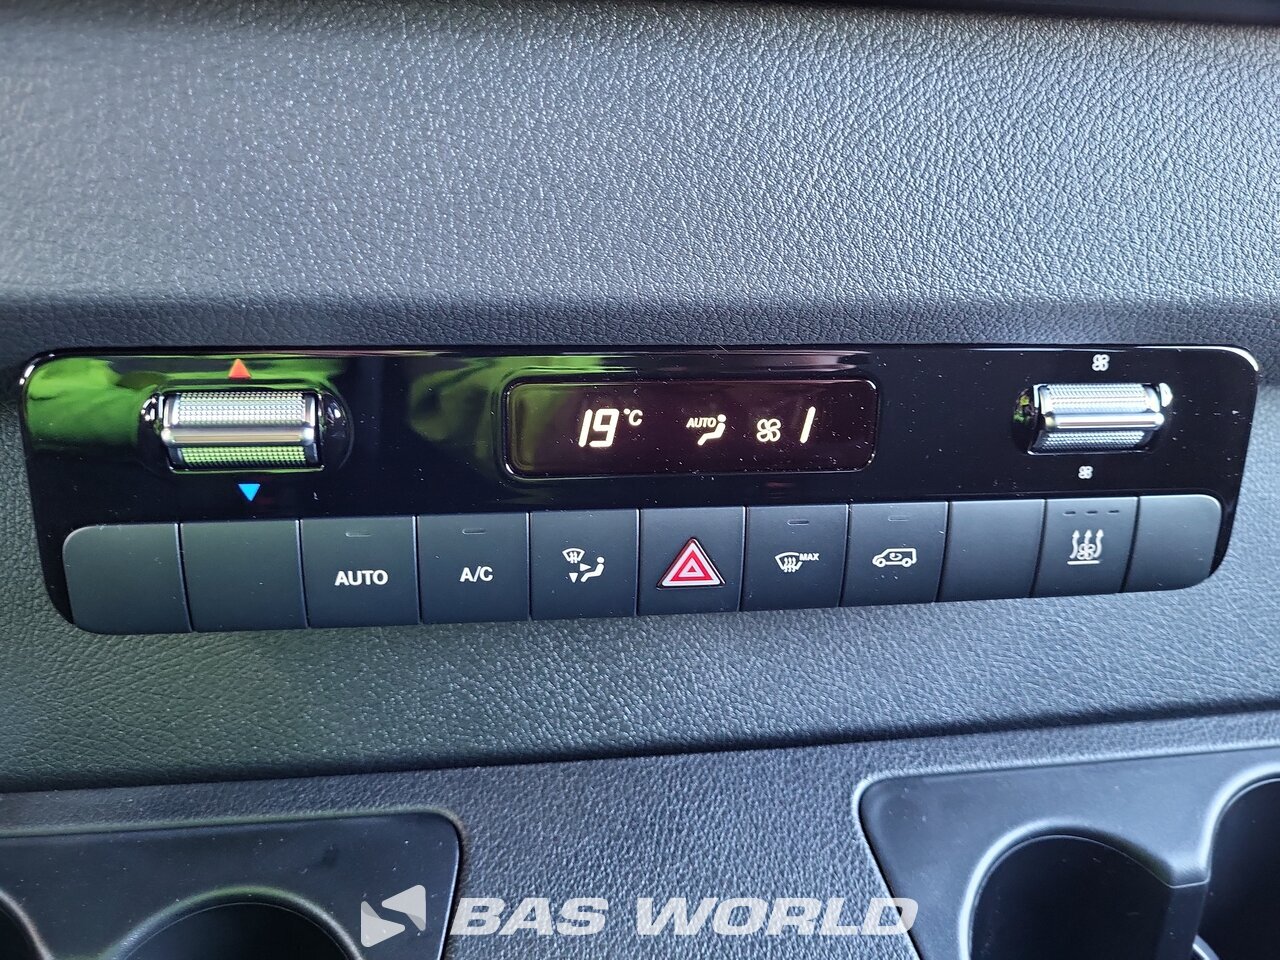 19 °C AUTO 1
AUTO A/C MAX
BAS WORLD